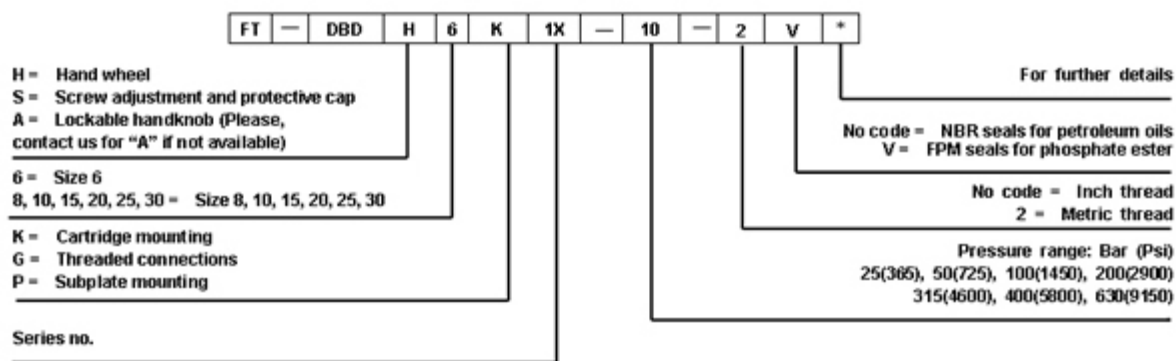 FT — DBD H 6 K 1X — 10 — 2 V *
H = Hand wheel
S = Screw adjustment and protective cap
A = Lockable handknob (Please,
contact us for “A” if not available)
6 = Size 6
8, 10, 15, 20, 25, 30 = Size 8, 10, 15, 20, 25, 30
K = Cartridge mounting
G = Threaded connections
P = Subplate mounting
Series no.
For further details
No code = NBR seals for petroleum oils
V = FPM seals for phosphate ester
No code = Inch thread
2 = Metric thread
Pressure range: Bar (Psi)
25(365), 50(725), 100(1450), 200(2900)
315(4600), 400(5800), 630(9150)